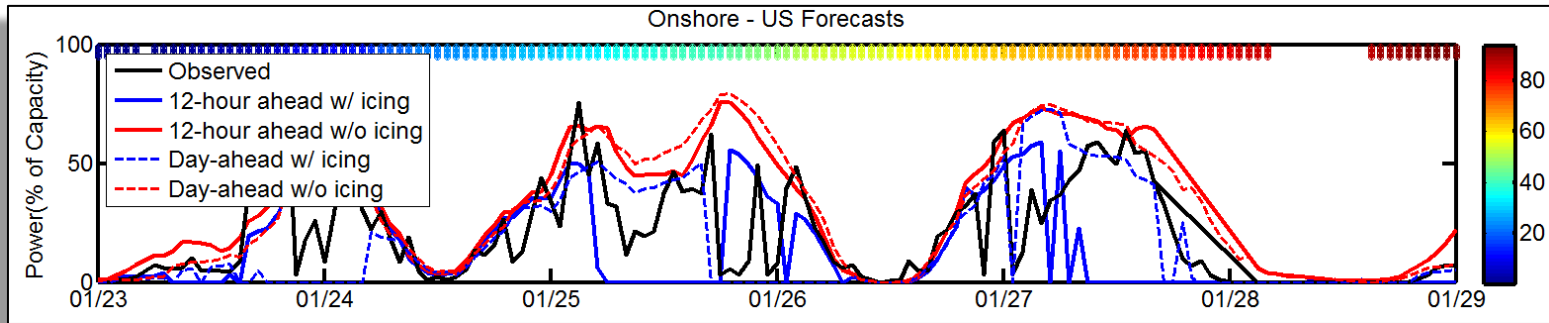 Onshore - US Forecasts
Power(% of Capacity)
100
50
0
Observed
12-hour ahead w/ icing
12-hour ahead w/o icing
Day-ahead w/ icing
Day-ahead w/o icing
01/23 01/24 01/25 01/26 01/27 01/28 01/29
80
60
40
20